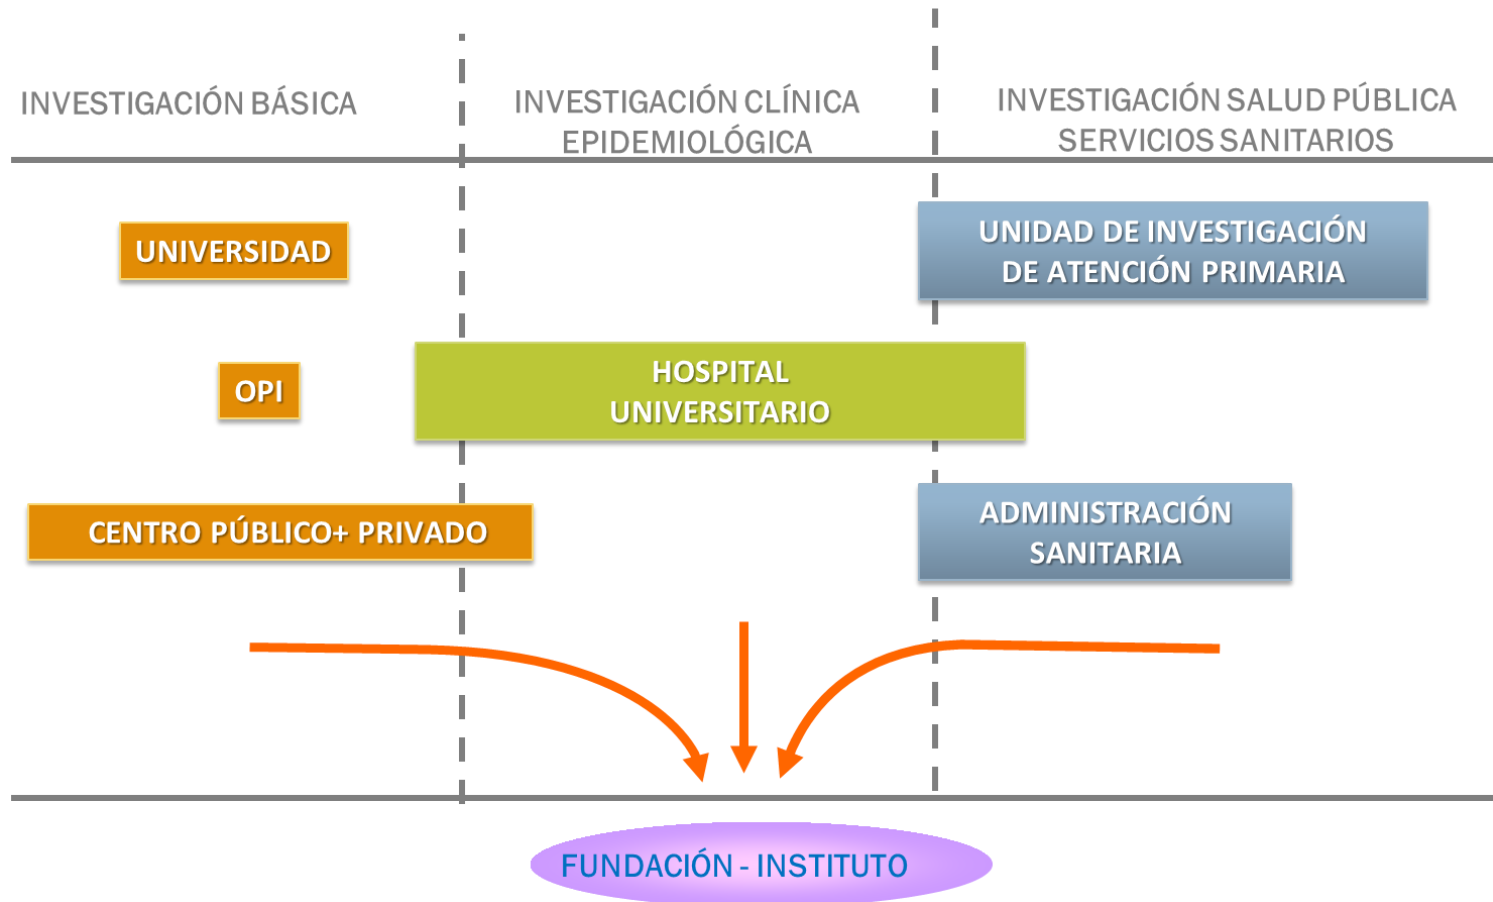 INVESTIGACIÓN BÁSICA
INVESTIGACIÓN CLÍNICA
EPIDEMIOLÓGICA
INVESTIGACIÓN SALUD PÚBLICA
SERVICIOS SANITARIOS
UNIVERSIDAD
UNIDAD DE INVESTIGACIÓN
DE ATENCIÓN PRIMARIA
OPI
HOSPITAL
UNIVERSITARIO
CENTRO PÚBLICO+ PRIVADO
ADMINISTRACIÓN
SANITARIA
FUNDACIÓN - INSTITUTO